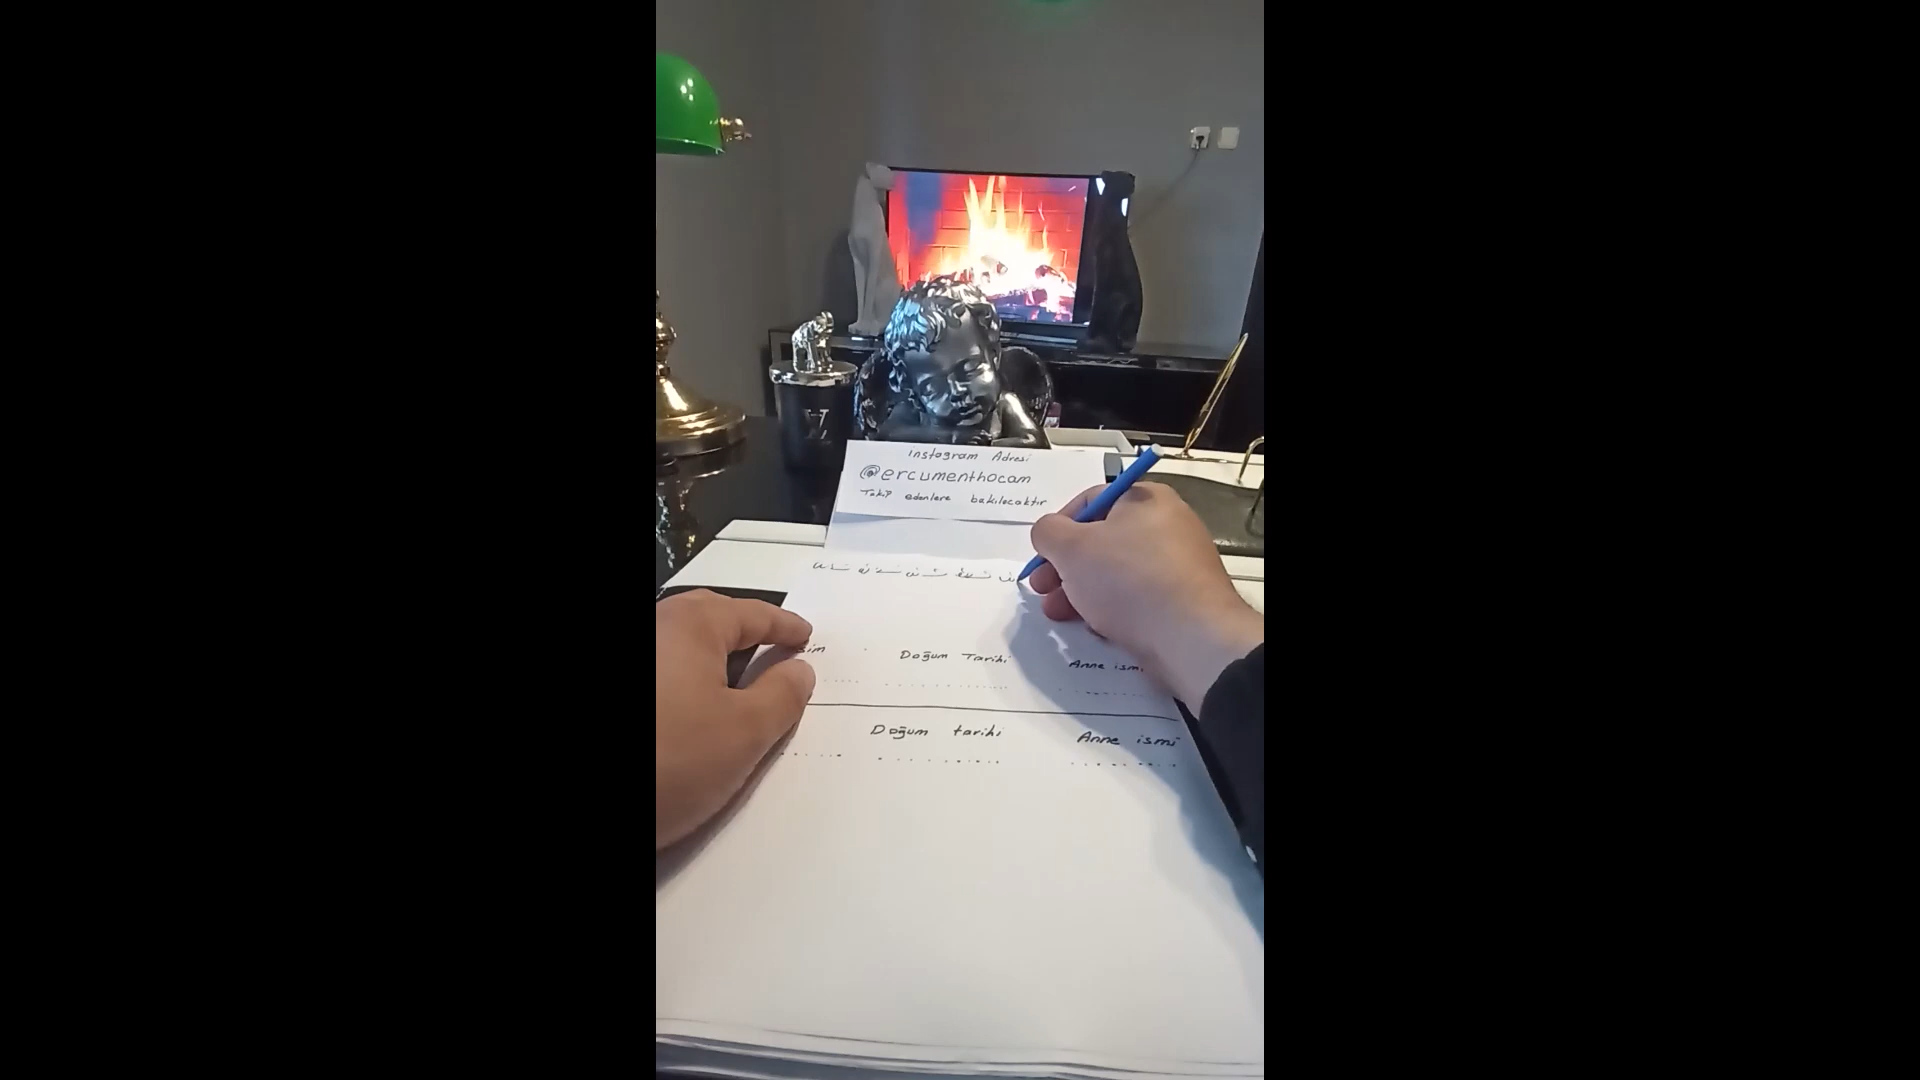 Instagram Adresi
@ercumenthocam
Takip edenlere bakılacaktır
Doğum Tarihi
Anne ismi
Doğum tarihi
Anne ismi